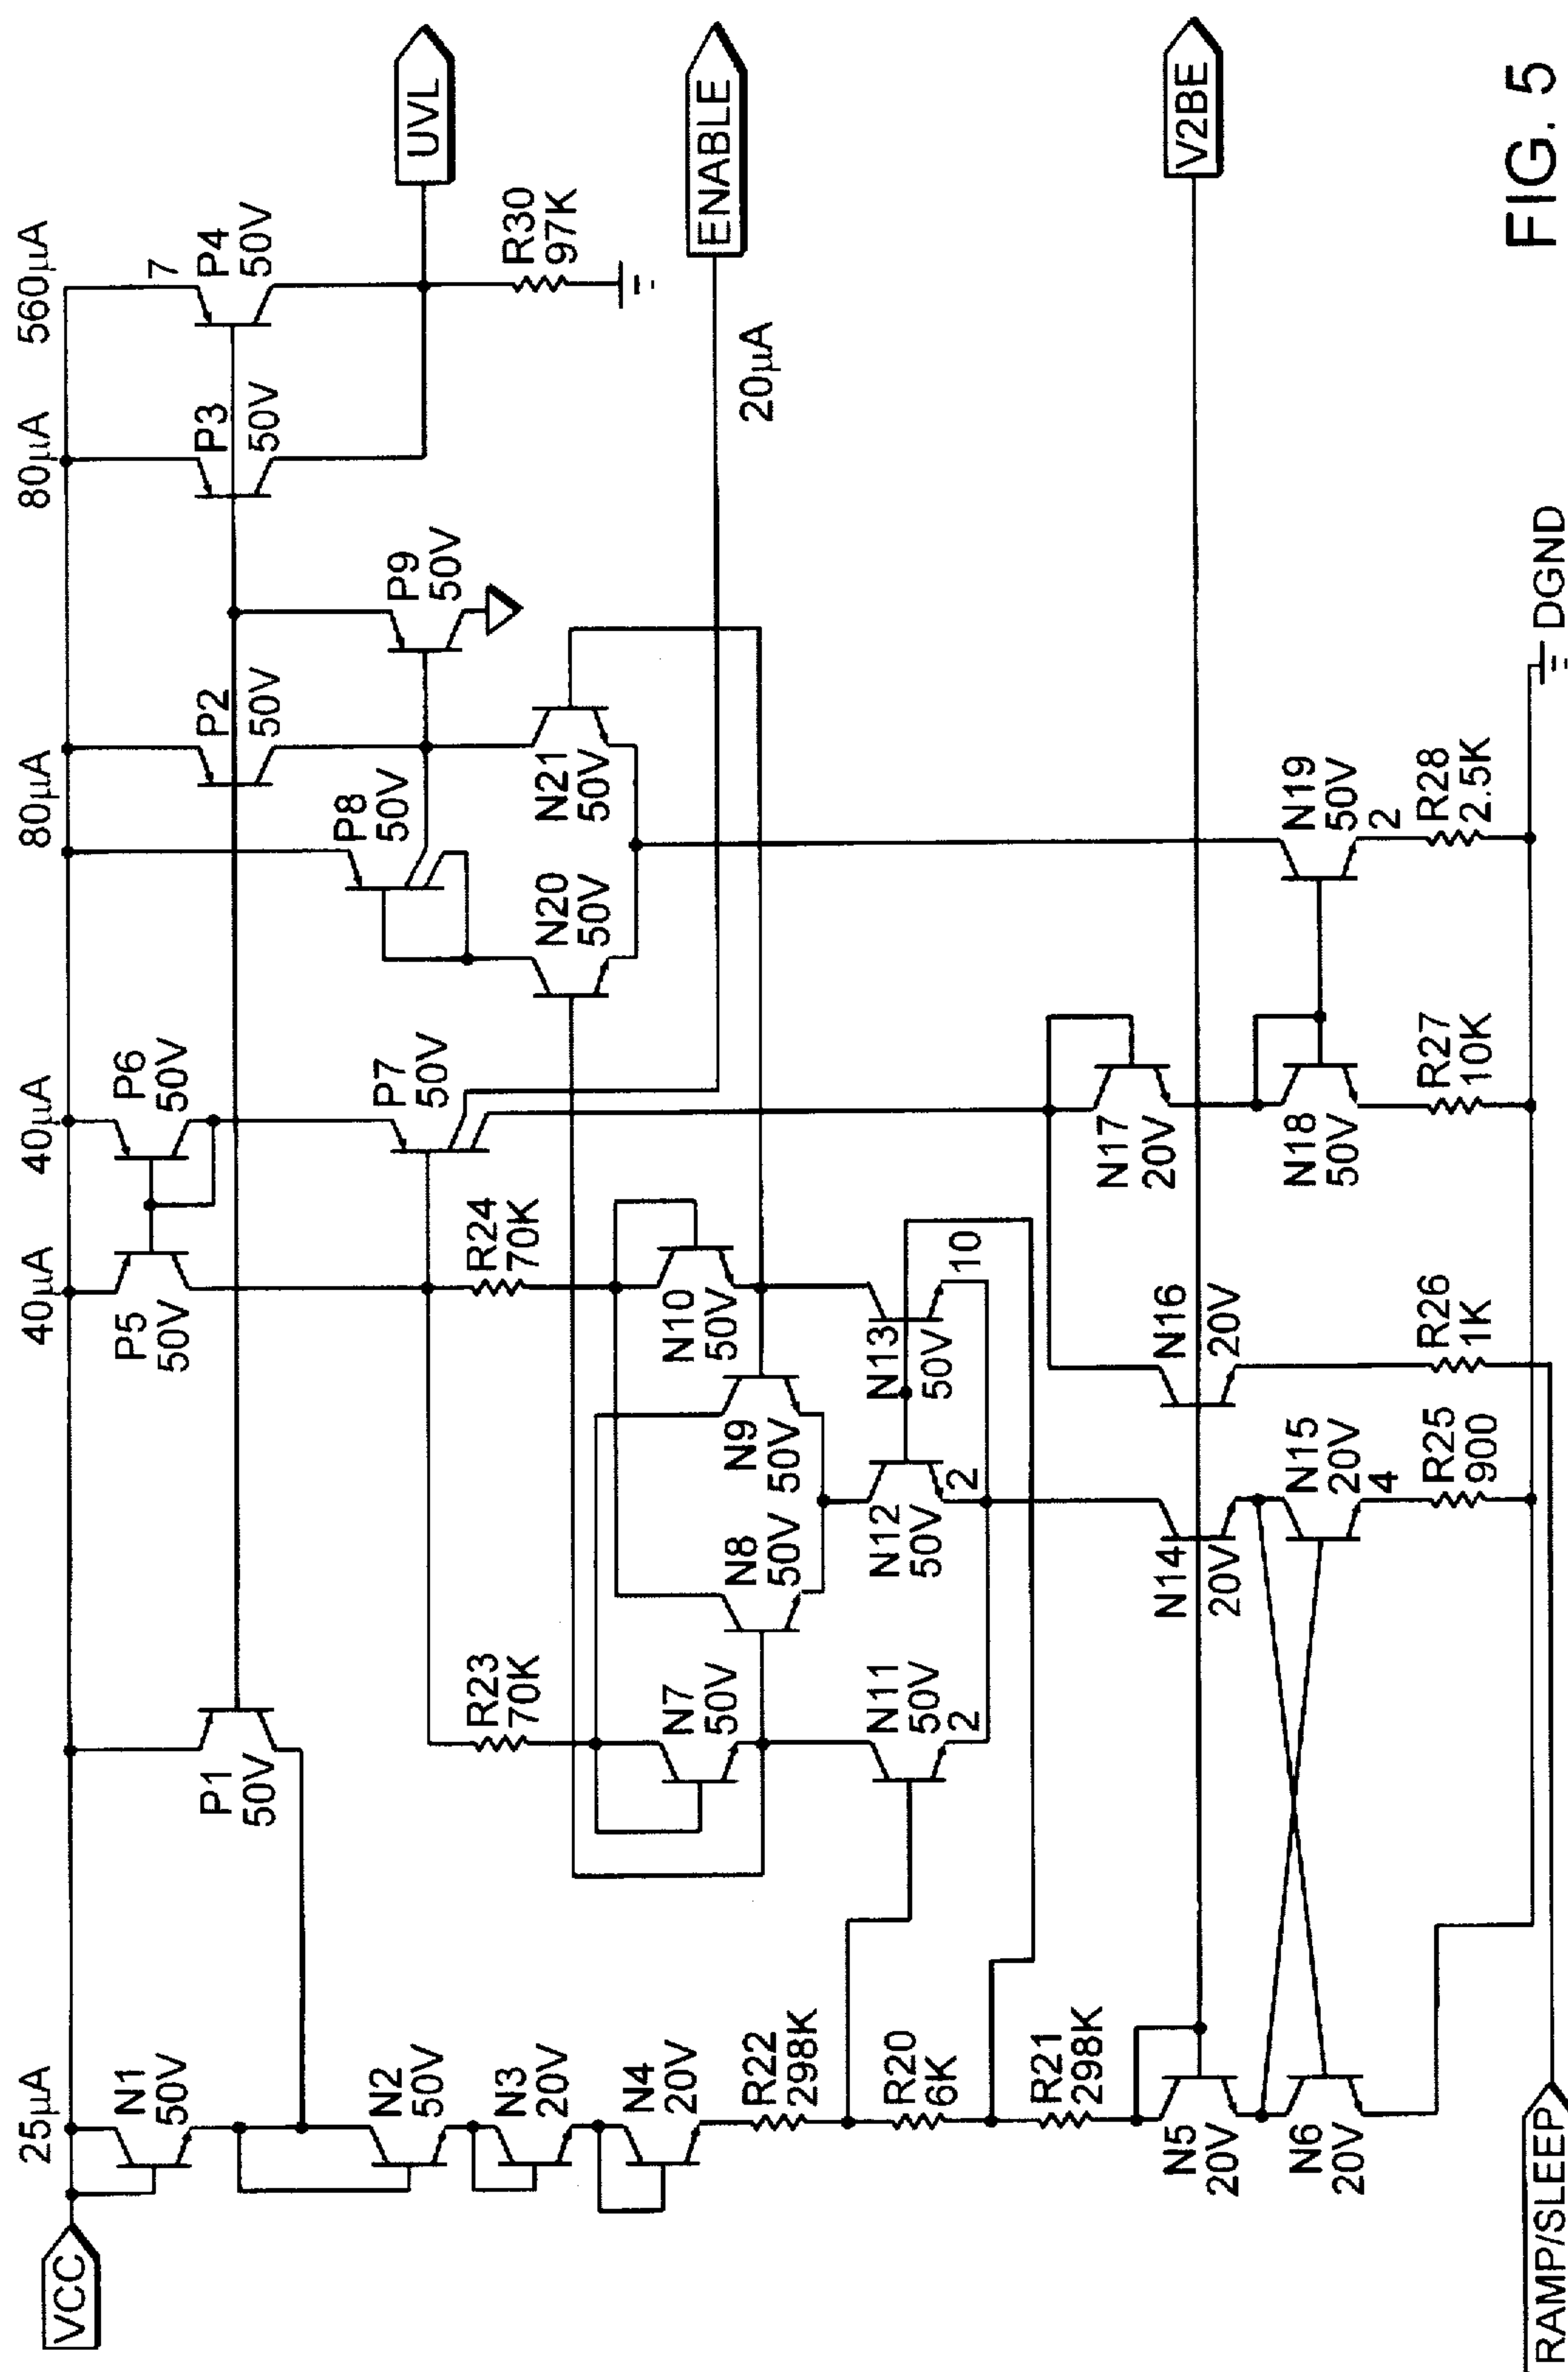 VCC
25µA
N1
50V
P1
50V
N2
50V
N3
20V
N4
20V
R22
298K
R20
6K
R21
298K
N5
20V
N6
20V
RAMP/SLEEP
R23
70K
N7
50V
N8
50V
N9
50V
N11
50V
2
N12
50V
2
N13
50V
10
N10
50V
R24
70K
40µA
P5
50V
40µA
P6
50V
P7
50V
N14
20V
N15
20V
4
R25
900
N16
20V
R26
1K
N17
20V
N18
50V
R27
10K
N19
50V
2
R28
2.5K
DGND
80µA
P8
50V
P2
50V
N20
50V
N21
50V
P9
50V
80µA
P3
50V
560µA
7
P4
50V
R30
97K
20µA
UVL
ENABLE
V2BE
FIG. 5